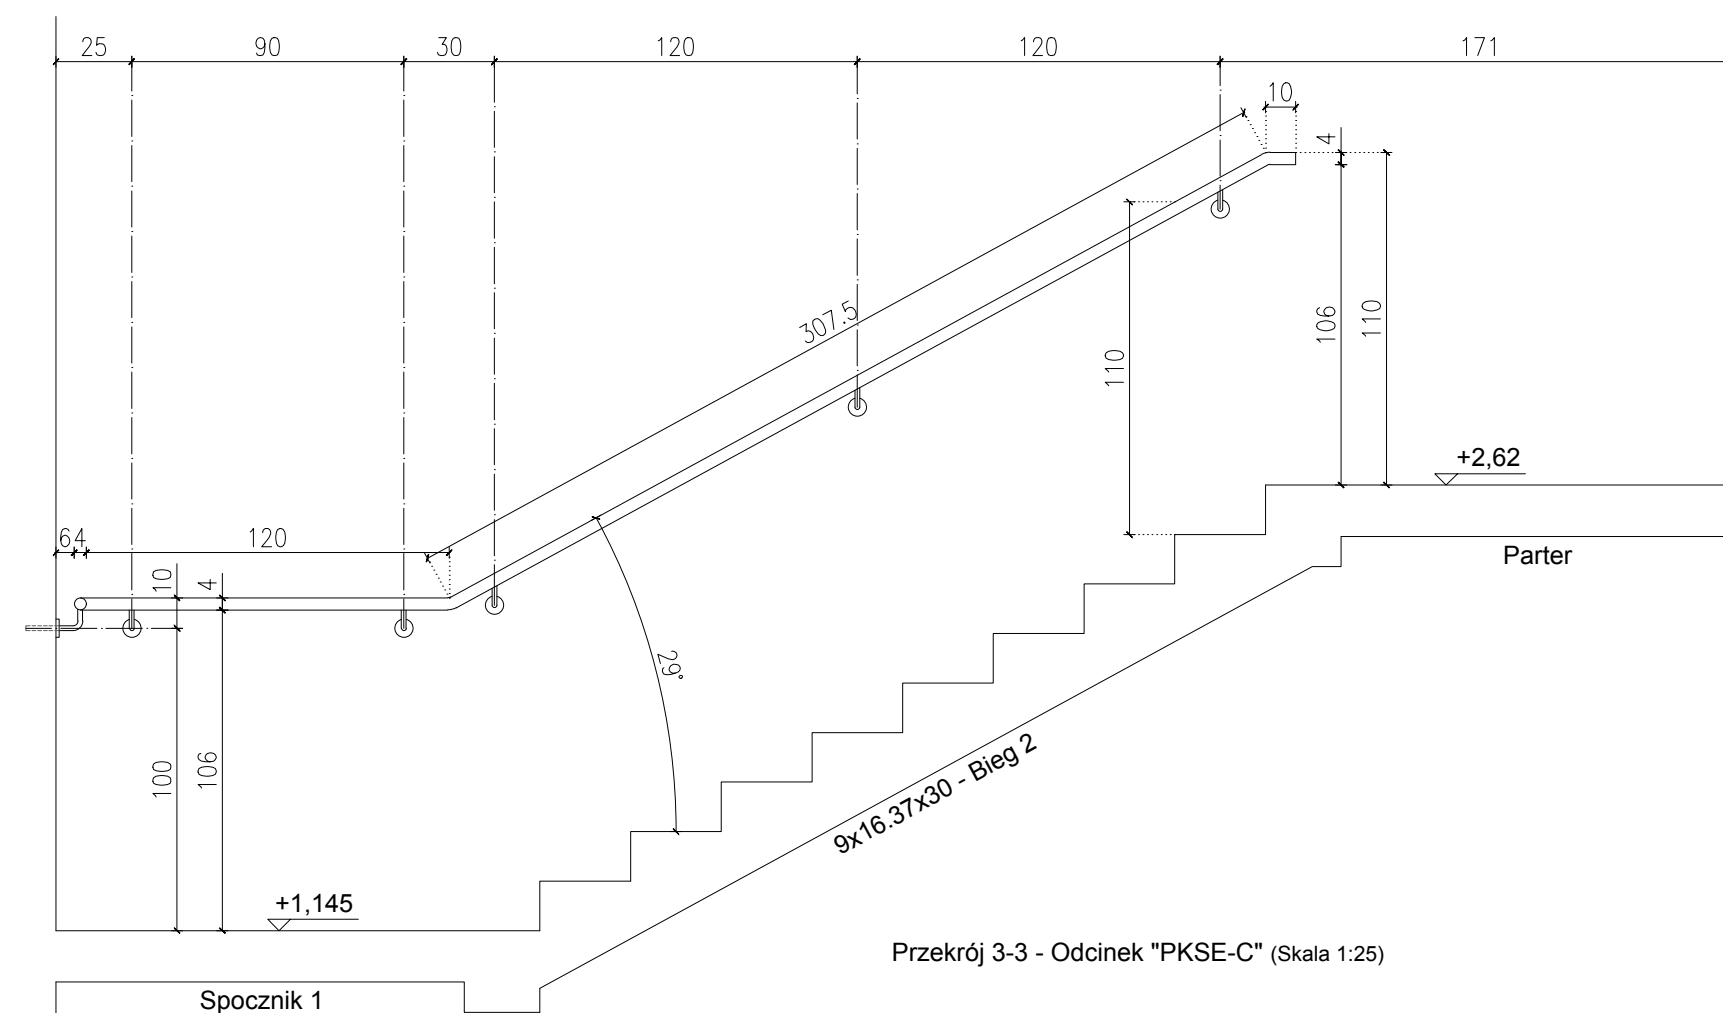 25 90 30 120 120 171
10
4
307.5
110
106
110
+2,62
Parter
6 4 120
10
4
29°
100
106
9x16.37x30 - Bieg 2
+1,145
Przekrój 3-3 - Odcinek "PKSE-C" (Skala 1:25)
Spocznik 1